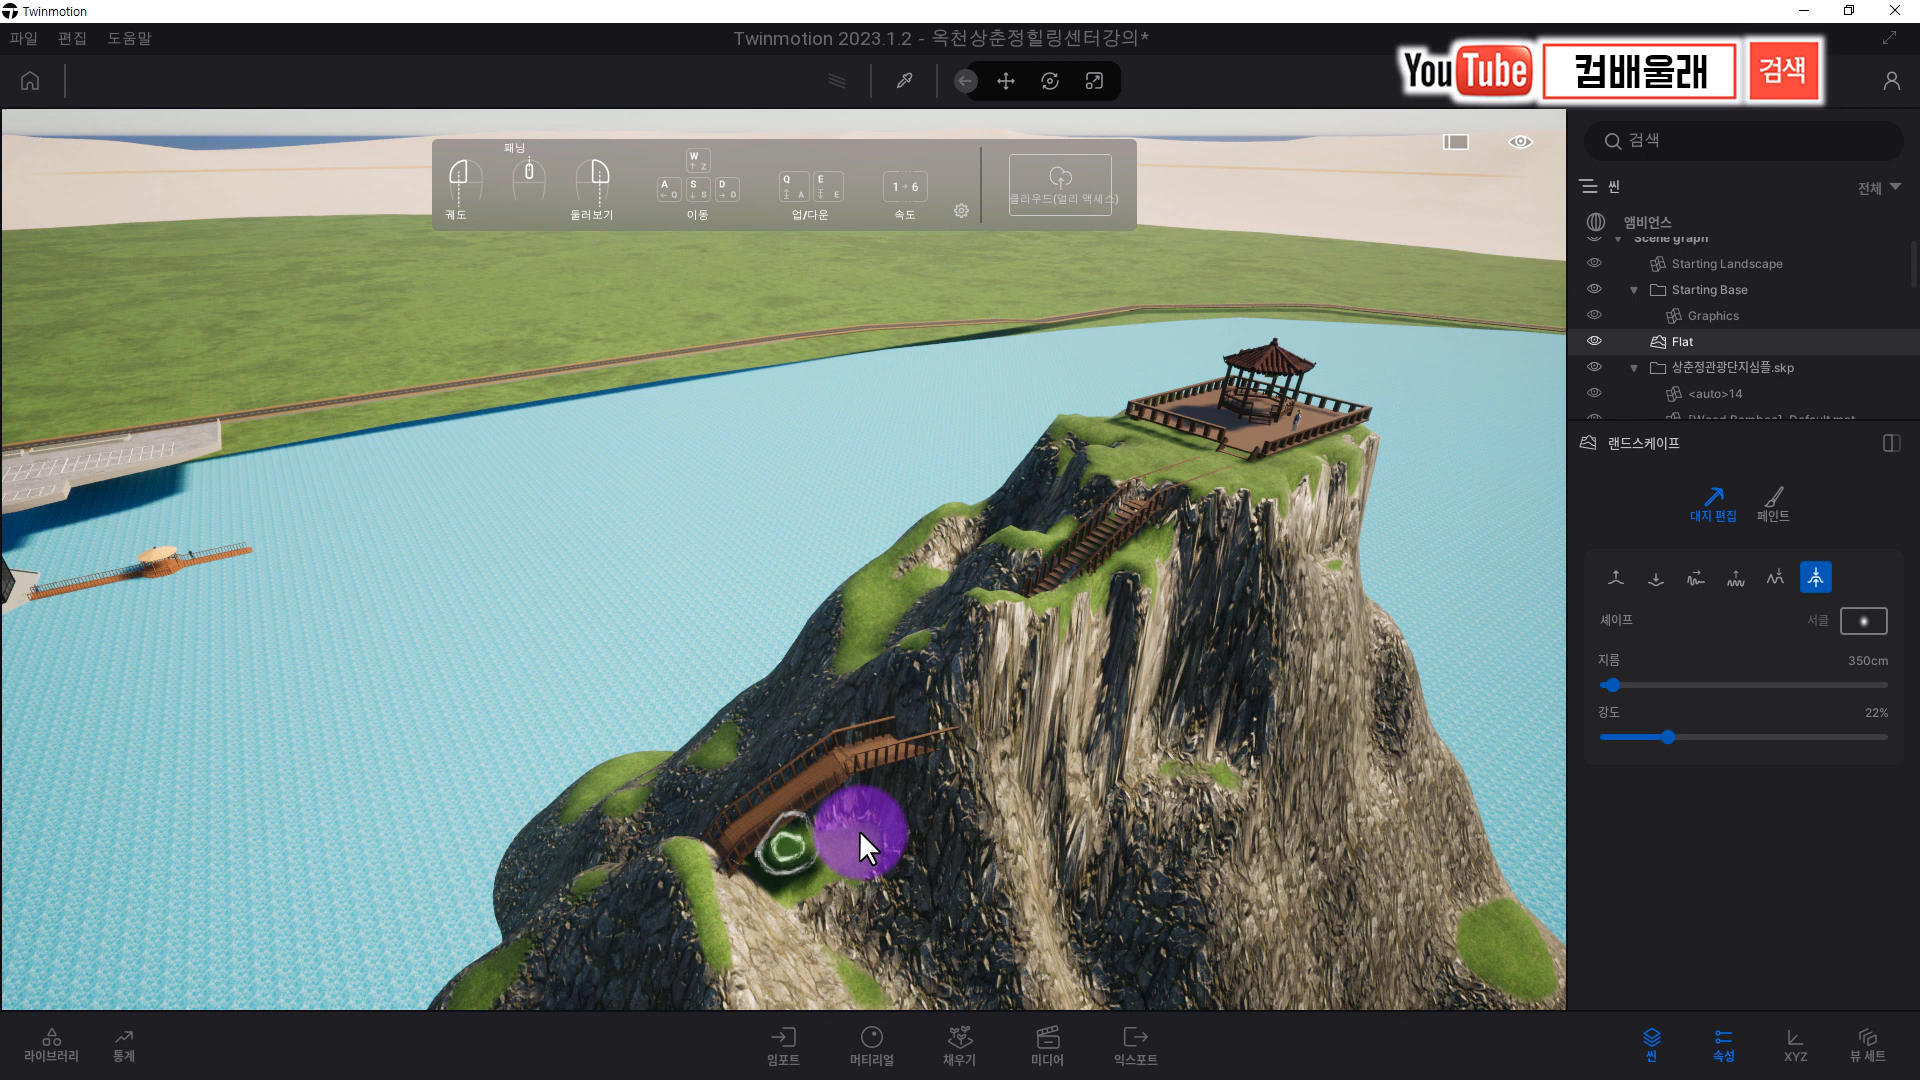 Twinmotion
파일 편집 도움말
Twinmotion 2023.1.2 - 옥천상춘정힐링센터강의*
YouTube 컴배울래 검색
패닝
W
Z
A
Q
S
S
D
D
Q
A
E
E
1 6
궤도
둘러보기
이동
업/다운
속도
클라우드(멀리 액세스)
검색
씬
전체
앰비언스
Scene graph
Starting Landscape
Starting Base
Graphics
Flat
상춘정관광단지심플.skp
<auto>14
랜드스케이프
대지 편집
페인트
셰이프
서클
지름
350cm
강도
22%
라이브러리
통계
임포트
머티리얼
채우기
미디어
익스포트
씬
속성
XYZ
뷰 세트